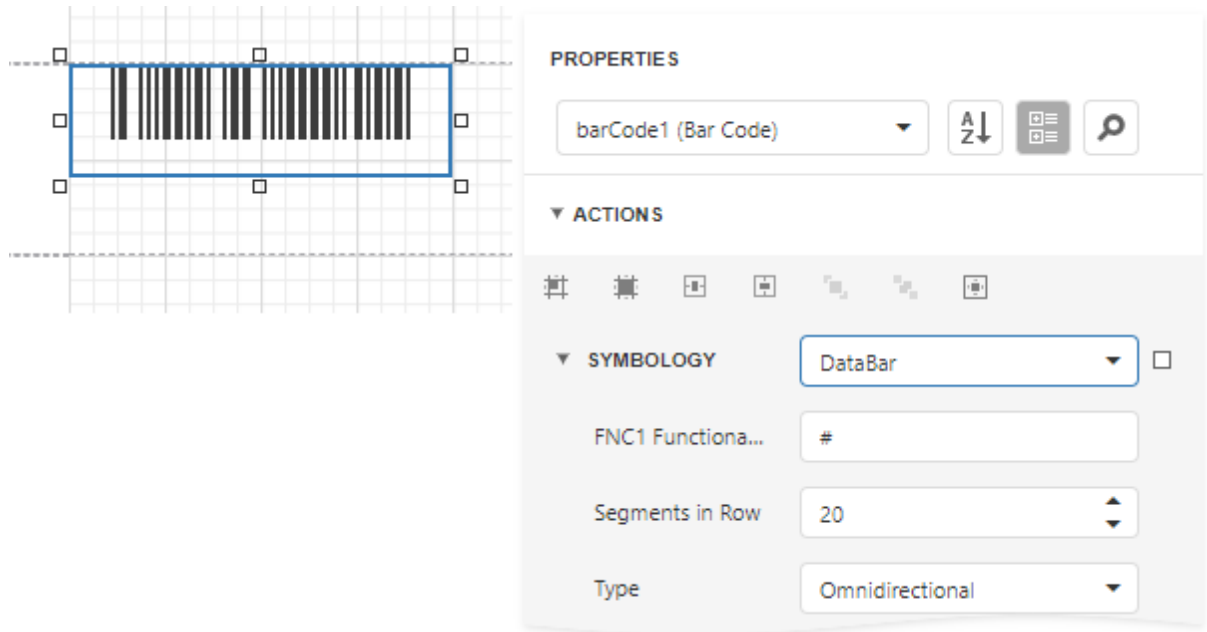 PROPERTIES
barCode1 (Bar Code)
A
Z
ACTIONS
SYMBOLOGY
DataBar
FNC1 Functiona...
#
Segments in Row
20
Type
Omnidirectional